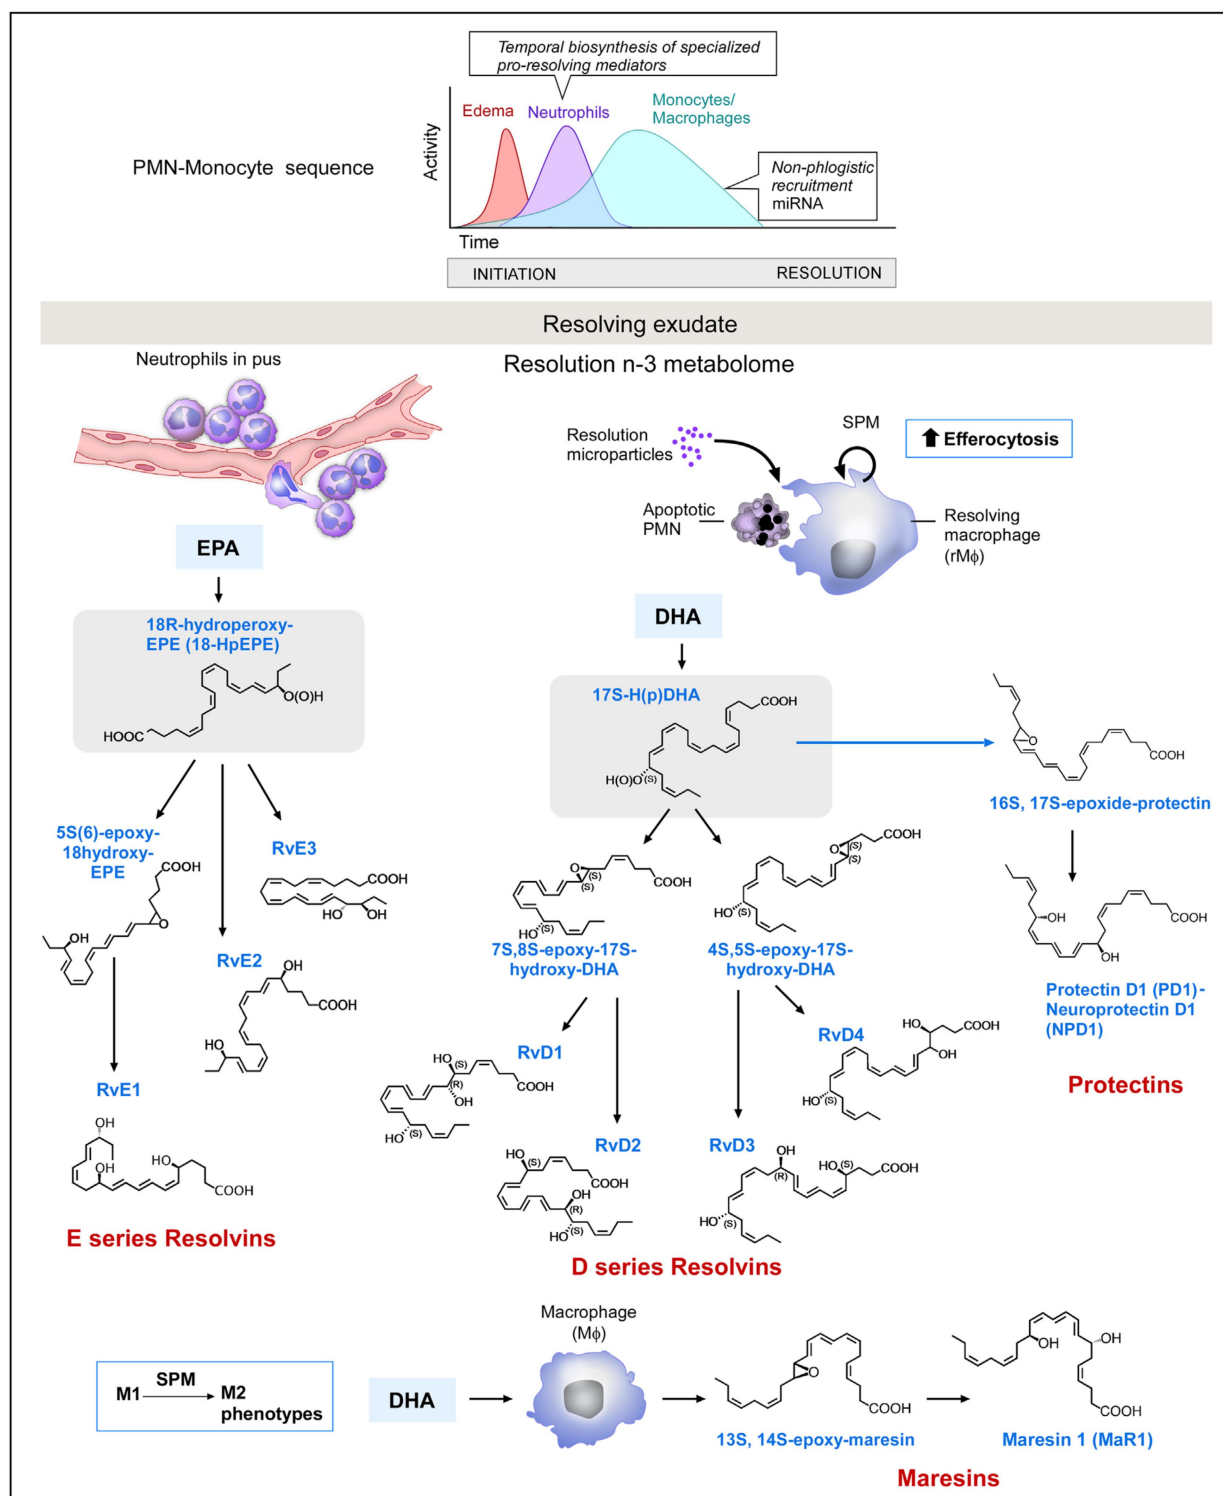 Temporal biosynthesis of specialized
pro-resolving mediators
Edema
Neutrophils
Monocytes/
Macrophages
PMN-Monocyte sequence
Activity
Non-phlogistic
recruitment
miRNA
Time
INITIATION
RESOLUTION
Resolving exudate
Neutrophils in pus
Resolution n-3 metabolome
Resolution
microparticles
SPM
Efferocytosis
Apoptotic
PMN
Resolving
macrophage
(rMϕ)
EPA
DHA
18R-hydroperoxy-
EPE (18-HpEPE)
O(O)H
HOOC
17S-H(p)DHA
COOH
H(O)O
(S)
O
COOH
16S, 17S-epoxide-protectin
5S(6)-epoxy-
18hydroxy-
EPE
COOH
OH
O
RvE3
COOH
HO
OH
O
(S)
(S)
COOH
HO
(S)
7S,8S-epoxy-17S-
hydroxy-DHA
COOH
O
(S)
(S)
HO
(S)
4S,5S-epoxy-17S-
hydroxy-DHA
OH
COOH
OH
Protectin D1 (PD1)-
Neuroprotectin D1
(NPD1)
Protectins
RvE2
OH
COOH
HO
RvE1
OH
OH
HO
COOH
E series Resolvins
RvD1
HO
(S)
(R)
OH
COOH
HO
(S)
RvD4
HO
COOH
OH
HO
(S)
RvD2
HO
(S)
COOH
OH
(R)
HO
(S)
RvD3
OH
(R)
HO
(S)
COOH
HO
(S)
D series Resolvins
Macrophage
(Mϕ)
M1
SPM
M2
phenotypes
DHA
O
COOH
13S, 14S-epoxy-maresin
OH
OH
COOH
Maresin 1 (MaR1)
Maresins